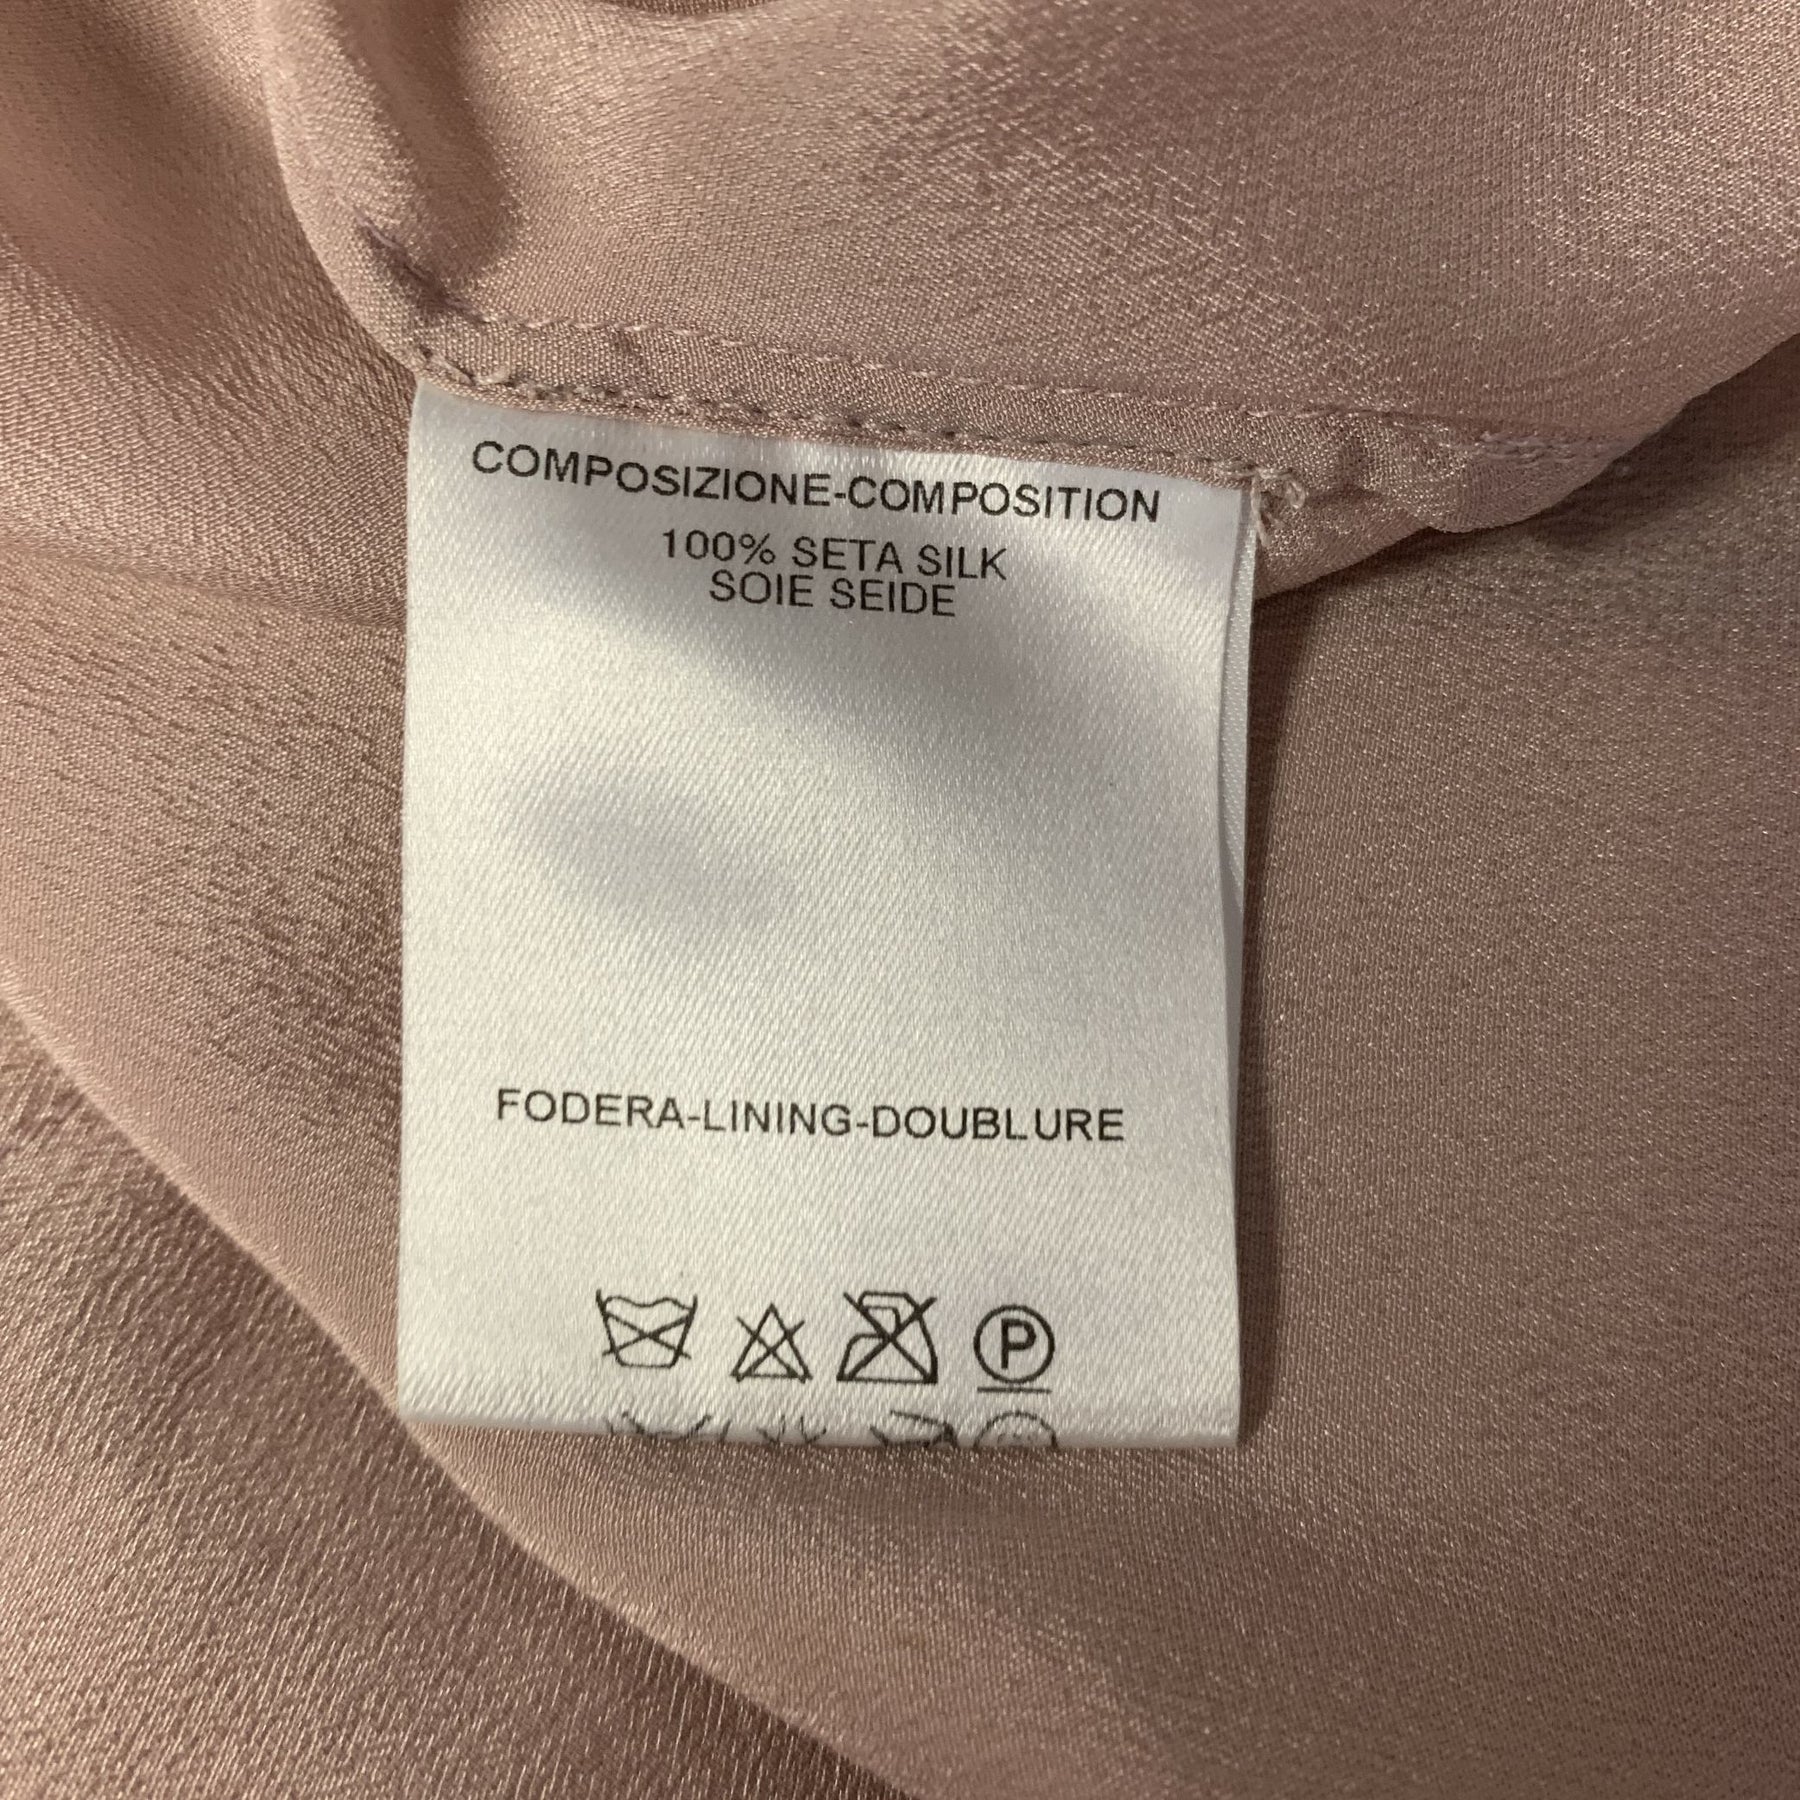 COMPOSIZIONE-COMPOSITION
100% SETA SILK
SOIE SEIDE
FODERA-LINING-DOUBLURE
P